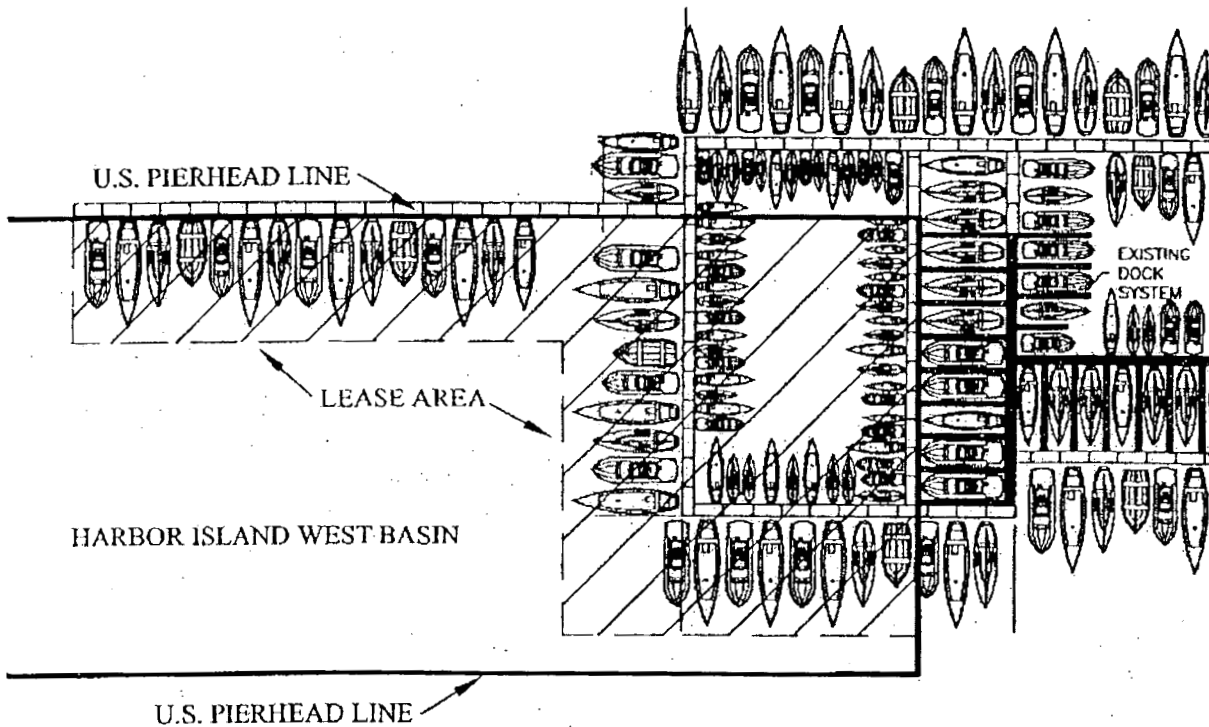 U.S. PIERHEAD LINE
EXISTING
DOCK
SYSTEM
LEASE AREA
HARBOR ISLAND WEST BASIN
U.S. PIERHEAD LINE